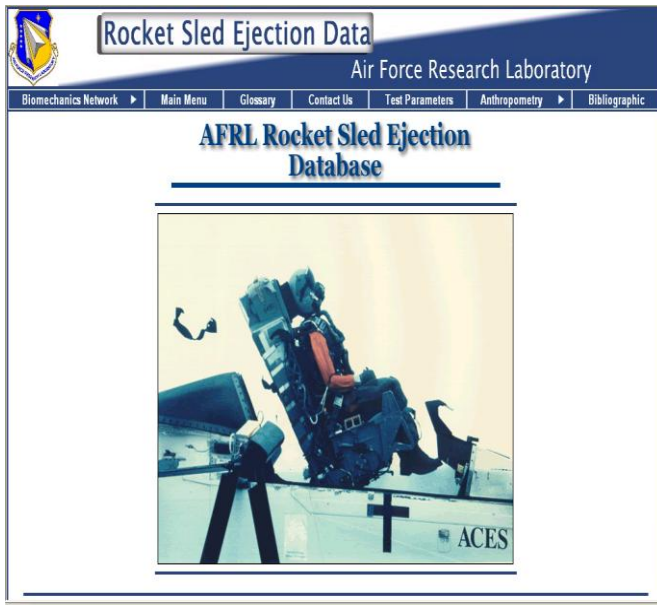 Rocket Sled Ejection Data
Air Force Research Laboratory
Biomechanics Network Main Menu Glossary Contact Us Test Parameters Anthropometry Bibliographic
AFRL Rocket Sled Ejection
Database
ACES